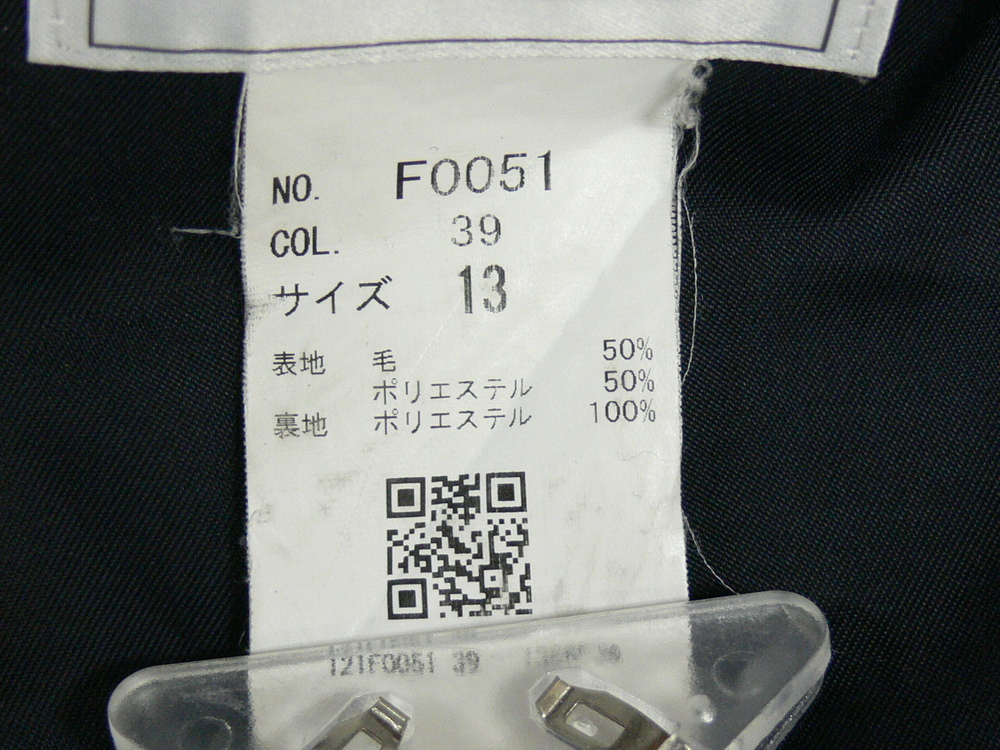 NO. F0051
COL. 39
サイズ 13
表地 毛 50%
ポリエステル 50%
裏地 ポリエステル 100%
121F0051 39